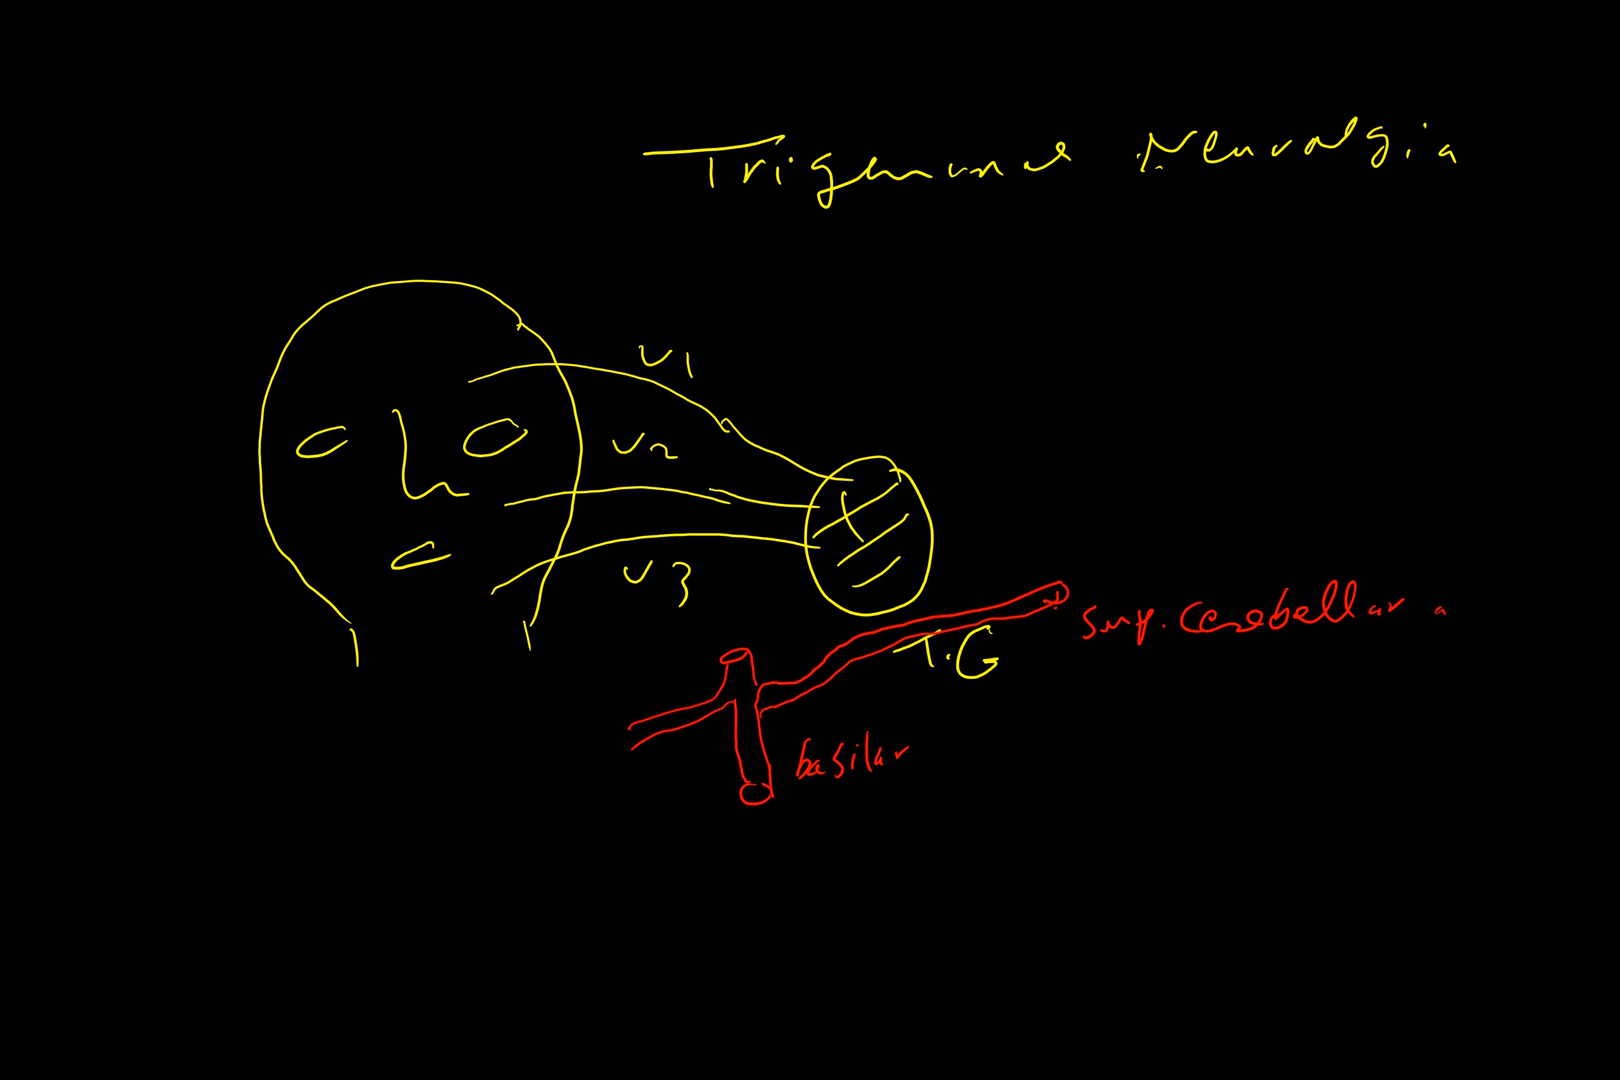 Trigeminal Neuralgia
V1
V2
V3
Sup. Cerebellar a
T.G
basilar